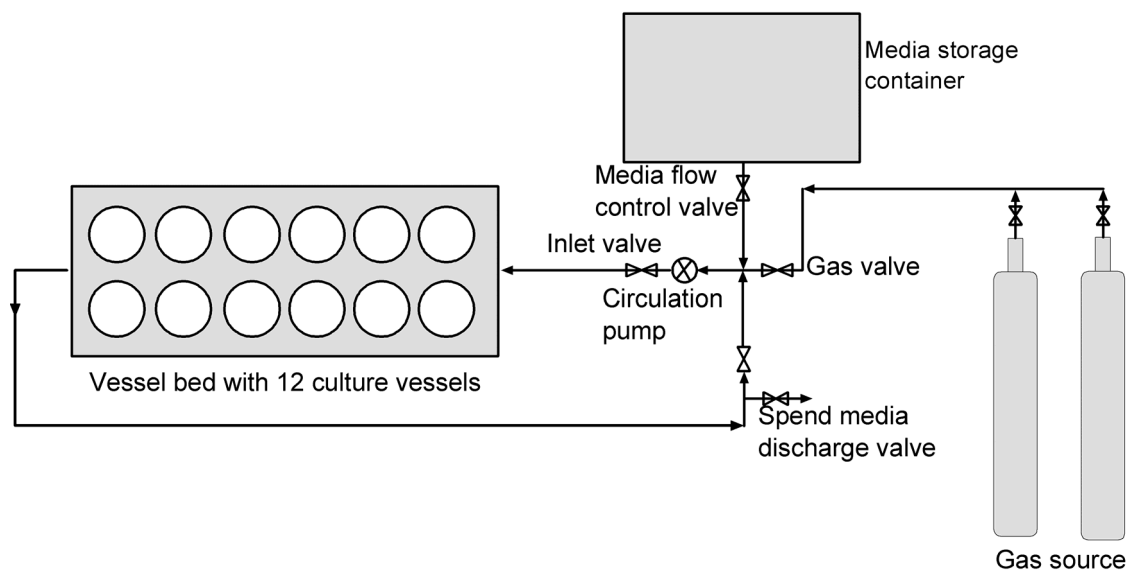 Media storage
container
Media flow
control valve
Inlet valve
Gas valve
Circulation
pump
Vessel bed with 12 culture vessels
Spend media
discharge valve
Gas source